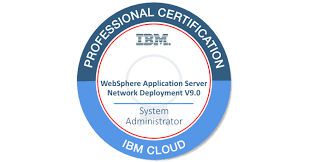 PROFESSIONAL CERTIFICATION
IBM.
WebSphere Application Server
Network Deployment V9.0
System
Administrator
IBM CLOUD